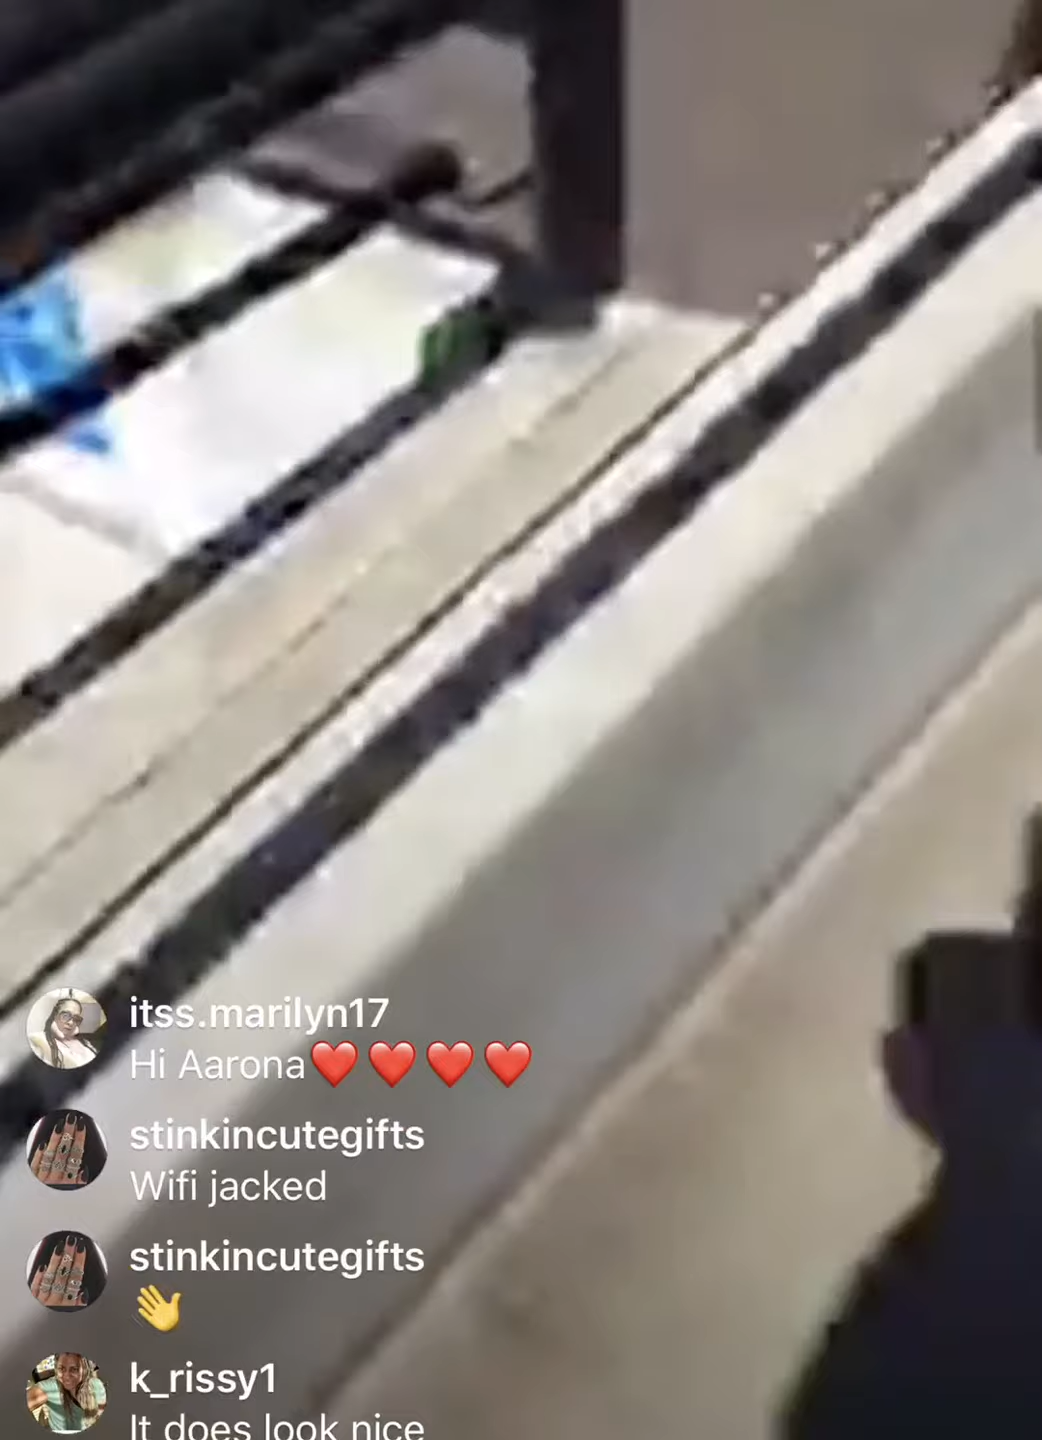 itss.marilyn17
Hi Aarona❤️❤️❤️❤️
stinkincutegifts
Wifi jacked
stinkincutegifts
👋
k_rissy1
It does look nice